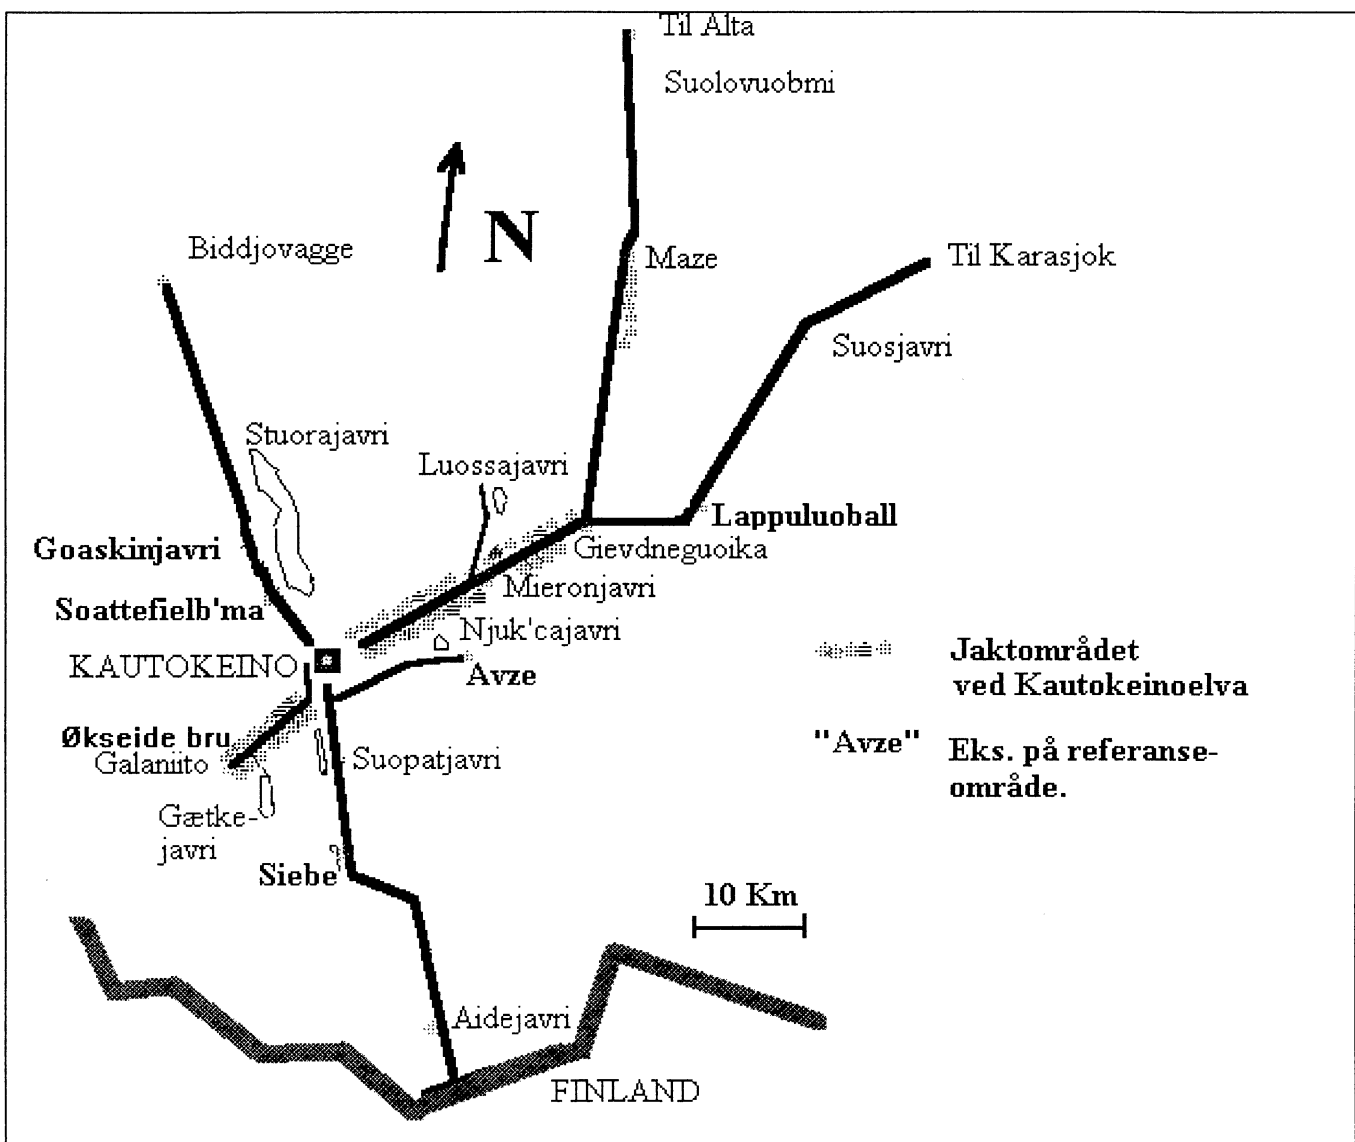 Til Alta
Suolovuobmi
N
Biddjovagge
Maze
Til Karasjok
Suosjavri
Stuorajavri
Luossajavri
Lappuluoball
Goaskinjavri
Gievdneguoika
Mieronjavri
Soattefielb'ma
Njuk'cajavri
KAUTOKEINO
Avze
Jaktområdet
ved Kautokeinoelva
Økseide bru
Galaniito
Suopatjavri
"Avze"
Eks. på referanse-
område.
Gætke-
javri
Siebe
10 Km
Aidejavri
FINLAND